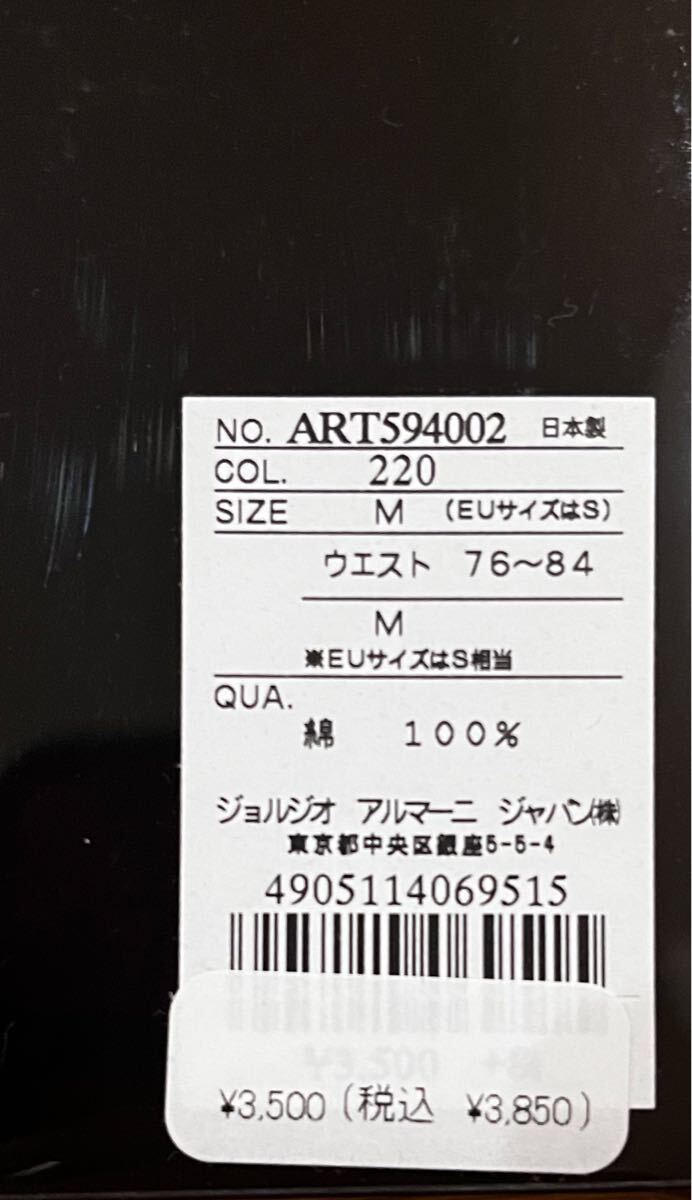 NO. ART594002 日本製
COL. 220
SIZE M (EUサイズはS)
ウエスト 76〜84
M
※EUサイズはS相当
QUA.
綿 100%
ジョルジオ アルマーニ ジャパン(株)
東京都中央区銀座5-5-4
4905114069515
¥3,500 +税
¥3,500 (税込 ¥3,850)